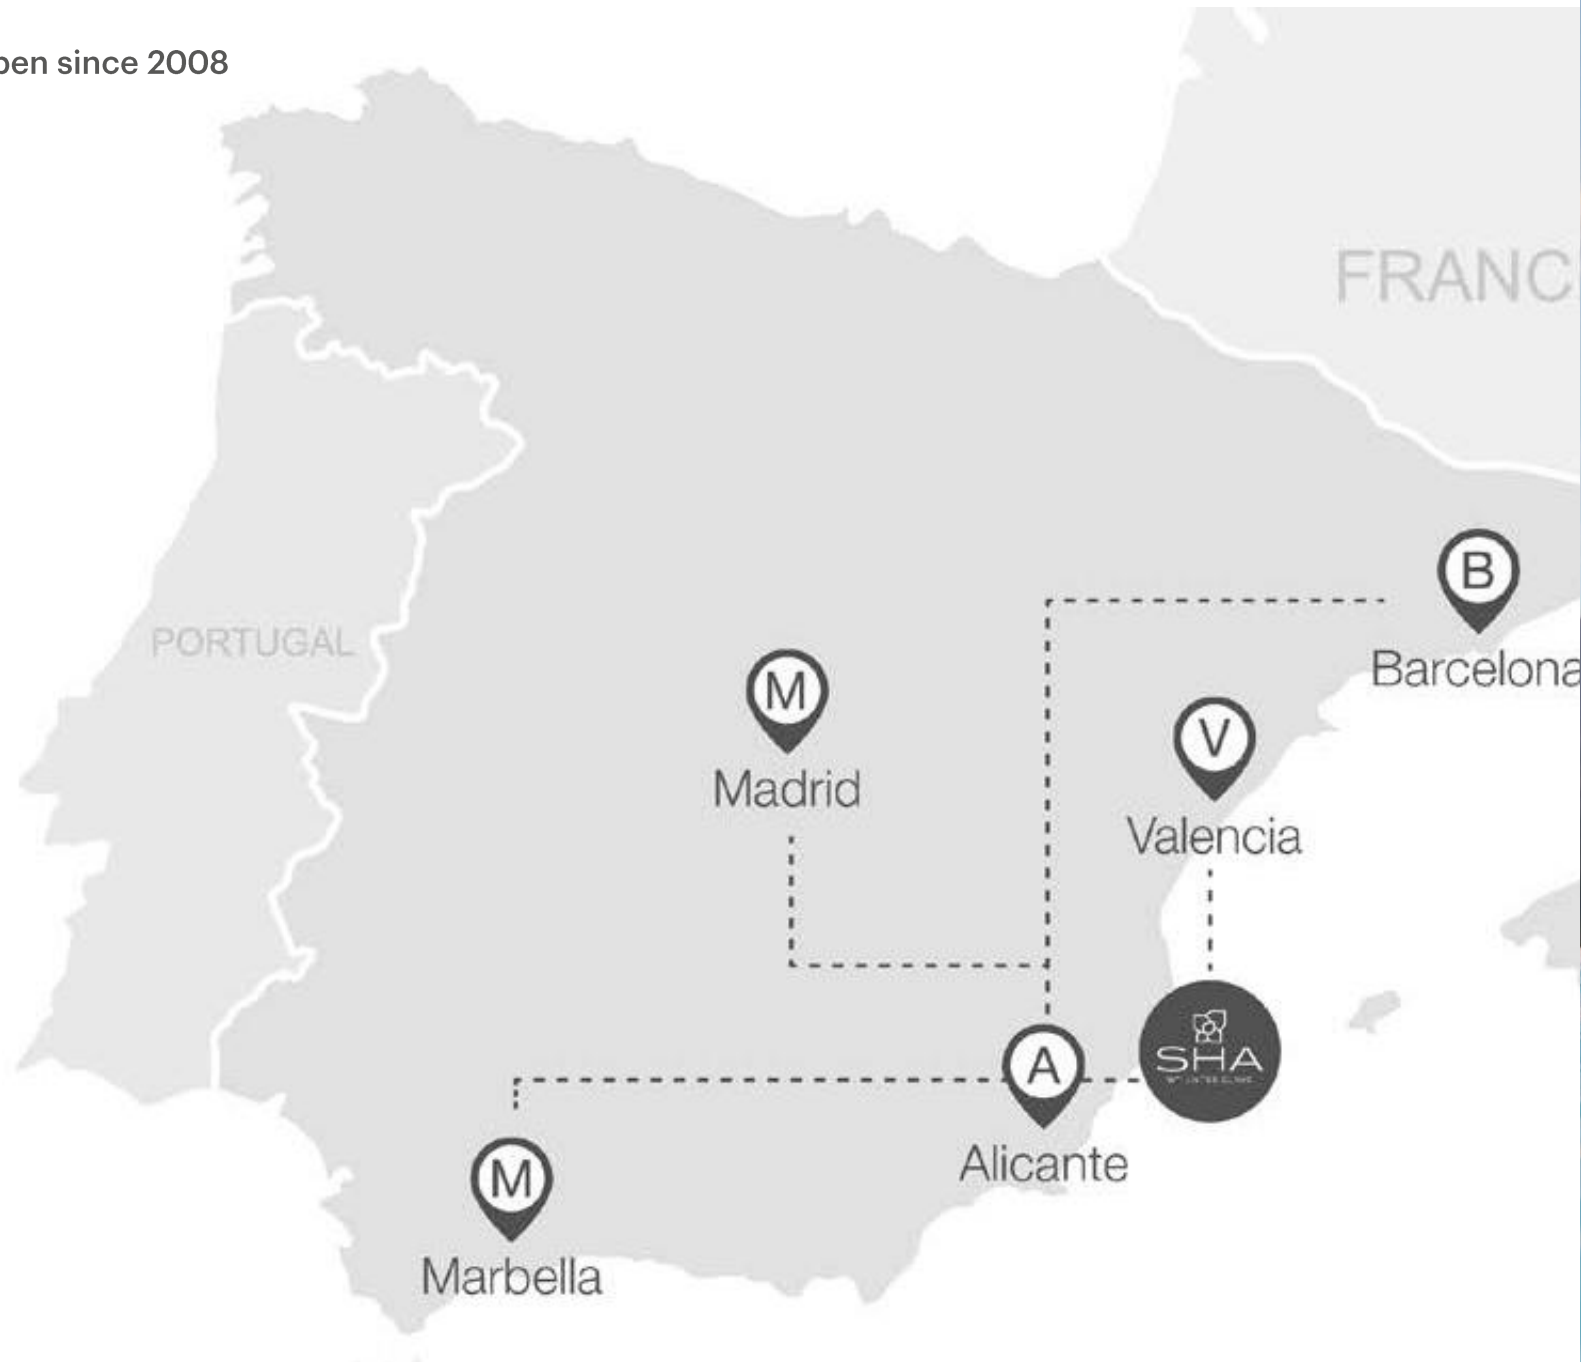 pen since 2008
FRANC
B
Barcelona
PORTUGAL
M
Madrid
V
Valencia
SHA
A
Alicante
M
Marbella